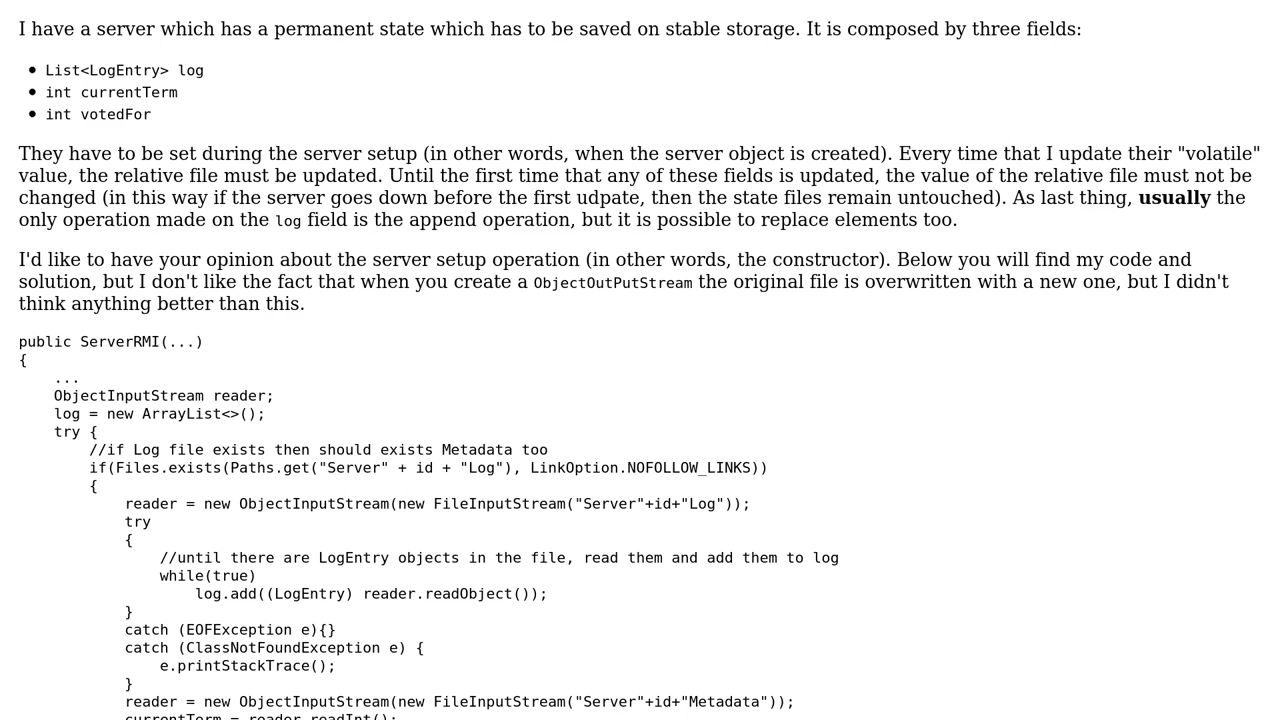 I have a server which has a permanent state which has to be saved on stable storage. It is composed by three fields:
List<LogEntry> log
int currentTerm
int votedFor
They have to be set during the server setup (in other words, when the server object is created). Every time that I update their "volatile"
value, the relative file must be updated. Until the first time that any of these fields is updated, the value of the relative file must not be
changed (in this way if the server goes down before the first udpate, then the state files remain untouched). As last thing, usually the
only operation made on the log field is the append operation, but it is possible to replace elements too.
I'd like to have your opinion about the server setup operation (in other words, the constructor). Below you will find my code and
solution, but I don't like the fact that when you create a ObjectOutPutStream the original file is overwritten with a new one, but I didn't
think anything better than this.
public ServerRMI(...)
{
    ...
    ObjectInputStream reader;
    log = new ArrayList<>();
    try {
        //if Log file exists then should exists Metadata too
        if(Files.exists(Paths.get("Server" + id + "Log"), LinkOption.NOFOLLOW_LINKS))
        {
            reader = new ObjectInputStream(new FileInputStream("Server"+id+"Log"));
            try
            {
                //until there are LogEntry objects in the file, read them and add them to log
                while(true)
                    log.add((LogEntry) reader.readObject());
            }
            catch (EOFException e){}
            catch (ClassNotFoundException e) {
                e.printStackTrace();
            }
            reader = new ObjectInputStream(new FileInputStream("Server"+id+"Metadata"));
            currentTerm = reader.readInt();